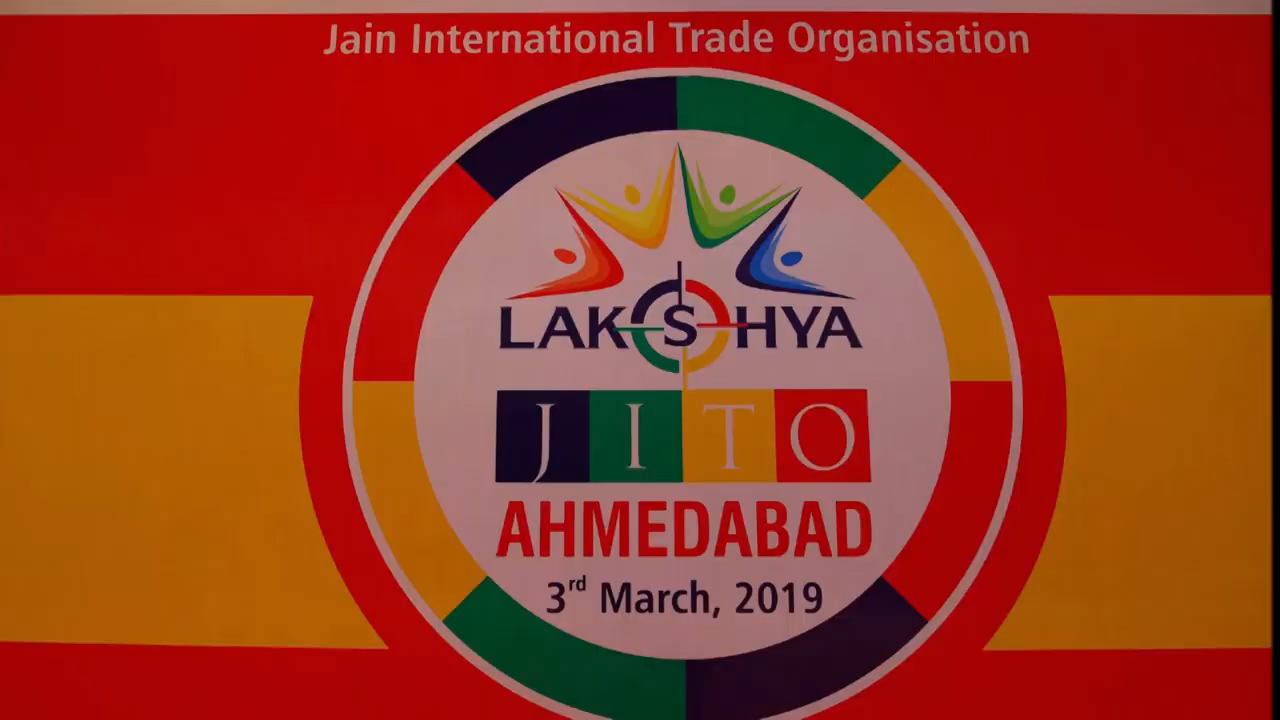 Jain International Trade Organisation
LAKSHYA
JITO
AHMEDABAD
3rd March, 2019